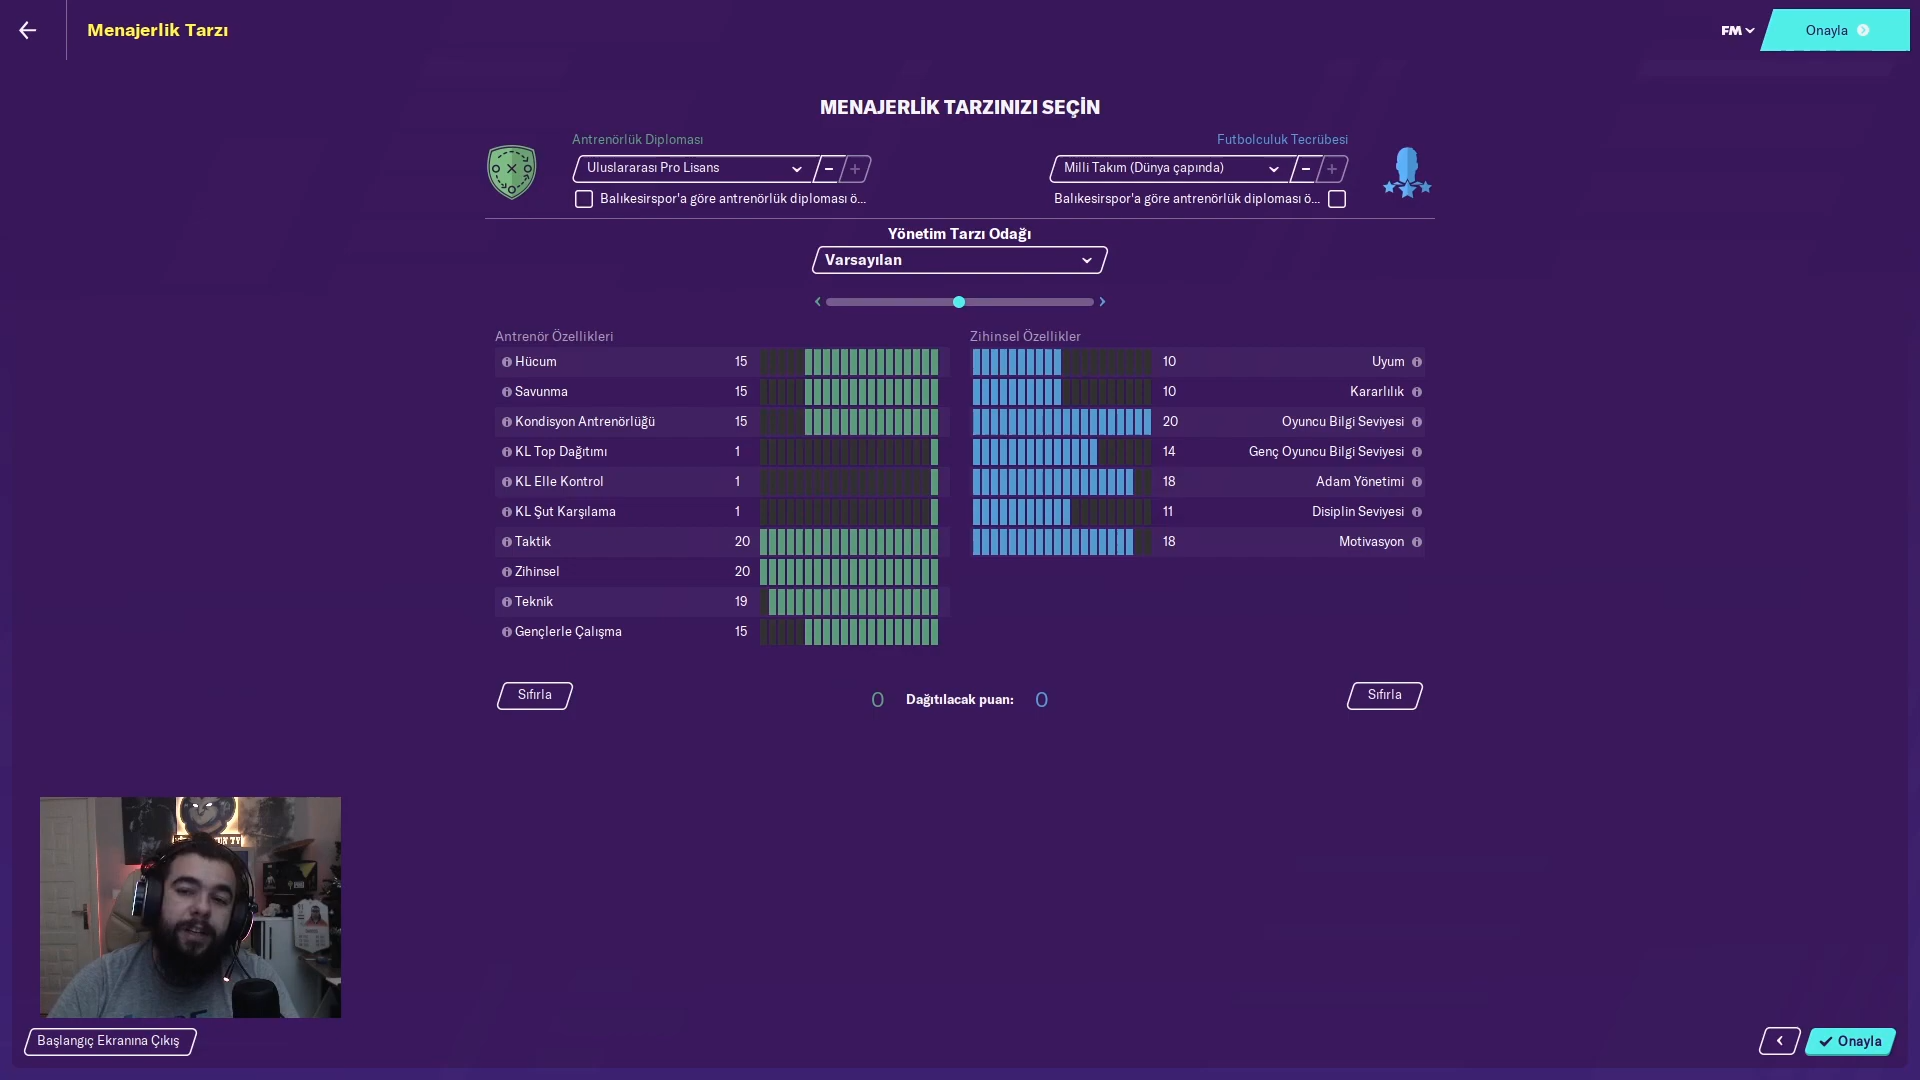 Menajerlik Tarzı
FM
Onayla
MENAJERLİK TARZINIZI SEÇİN
Antrenörlük Diploması
Futbolculuk Tecrübesi
Uluslararası Pro Lisans
Milli Takım (Dünya çapında)
Balıkesirspor'a göre antrenörlük diploması ö...
Balıkesirspor'a göre antrenörlük diploması ö...
Yönetim Tarzı Odağı
Varsayılan
Antrenör Özellikleri
Zihinsel Özellikler
Hücum 15
10 Uyum
Savunma 15
10 Kararlılık
Kondisyon Antrenörlüğü 15
20 Oyuncu Bilgi Seviyesi
KL Top Dağıtımı 1
14 Genç Oyuncu Bilgi Seviyesi
KL Elle Kontrol 1
18 Adam Yönetimi
KL Şut Karşılama 1
11 Disiplin Seviyesi
Taktik 20
18 Motivasyon
Zihinsel 20
Teknik 19
Gençlerle Çalışma 15
Sıfırla
0 Dağıtılacak puan: 0
Sıfırla
Başlangıç Ekranına Çıkış
Onayla